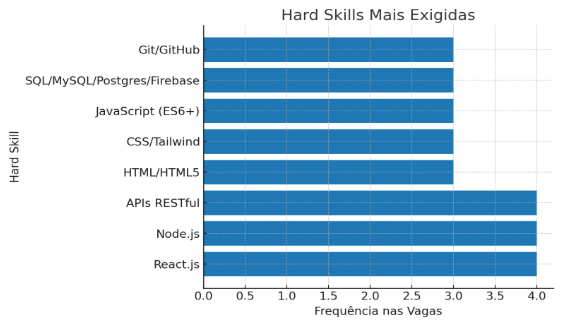 Hard Skills Mais Exigidas
Hard Skill
Git/GitHub
SQL/MySQL/Postgres/Firebase
JavaScript (ES6+)
CSS/Tailwind
HTML/HTML5
APIs RESTful
Node.js
React.js
0.0 0.5 1.0 1.5 2.0 2.5 3.0 3.5 4.0
Frequência nas Vagas